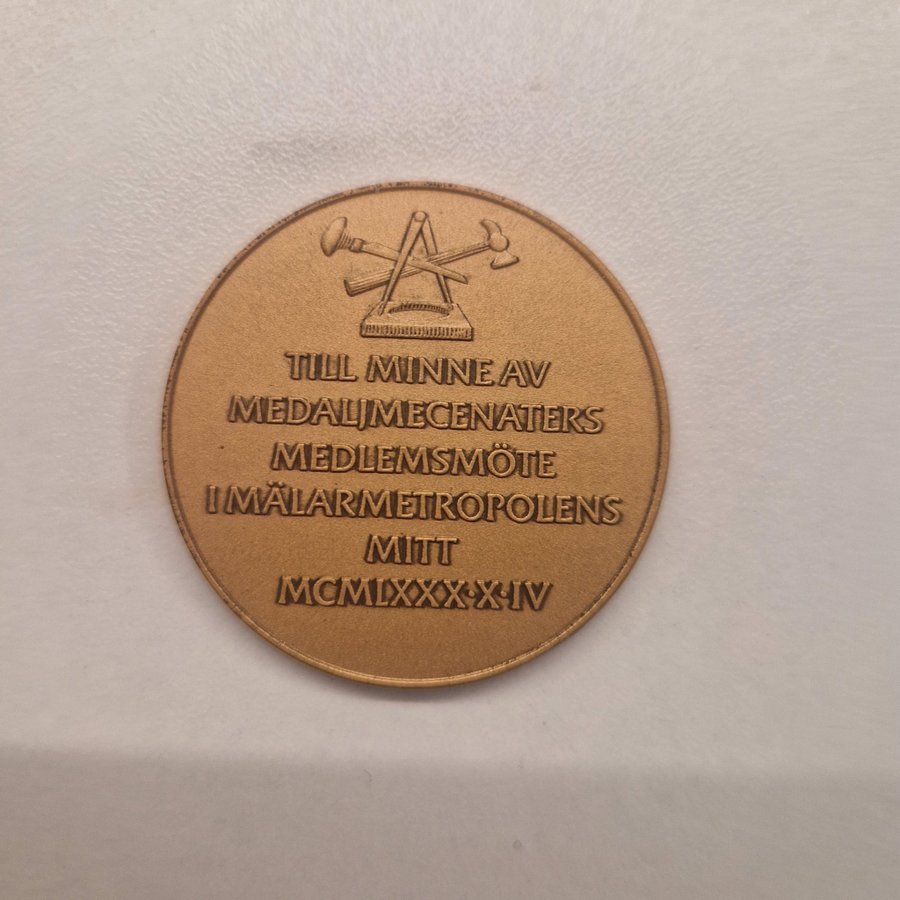 TILL MINNE AV
MEDALJMECENATERS
MEDLEMSMÖTE
I MÄLARMETROPOLENS
MITT
MCMLXXX·X·IV